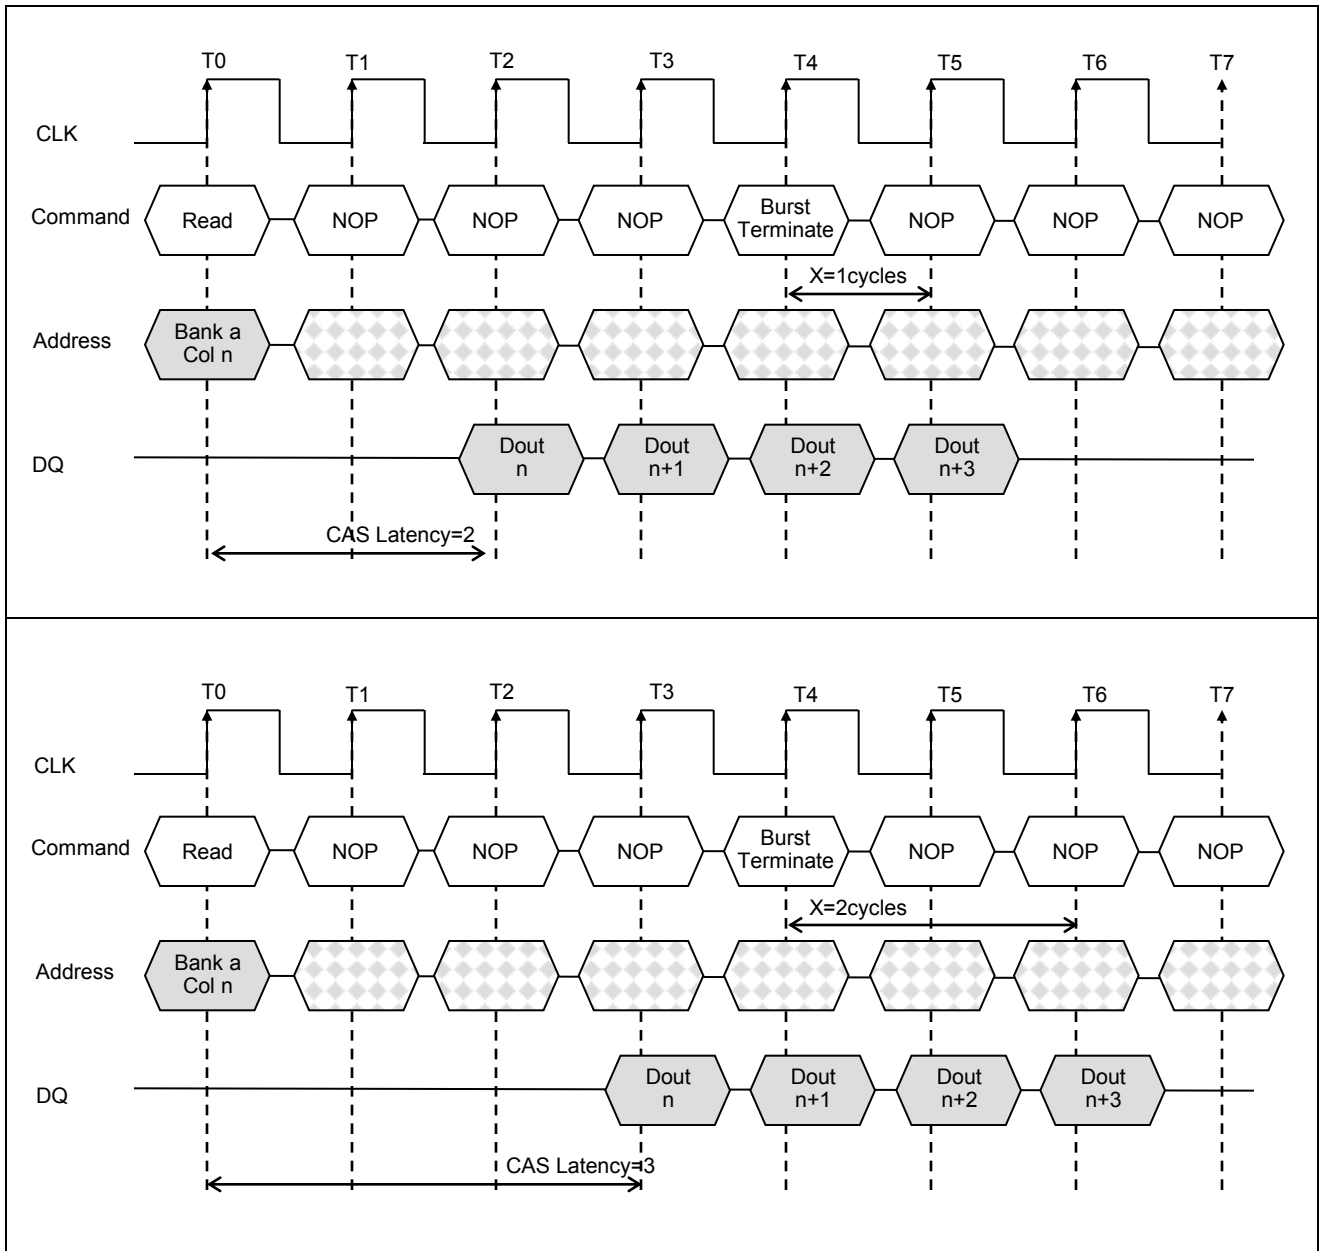 T0 T1 T2 T3 T4 T5 T6 T7
CLK
Command Read NOP NOP NOP Burst Terminate NOP NOP NOP
X=1cycles
Address Bank a Col n
DQ Dout n Dout n+1 Dout n+2 Dout n+3
CAS Latency=2
T0 T1 T2 T3 T4 T5 T6 T7
CLK
Command Read NOP NOP NOP Burst Terminate NOP NOP NOP
X=2cycles
Address Bank a Col n
DQ Dout n Dout n+1 Dout n+2 Dout n+3
CAS Latency=3